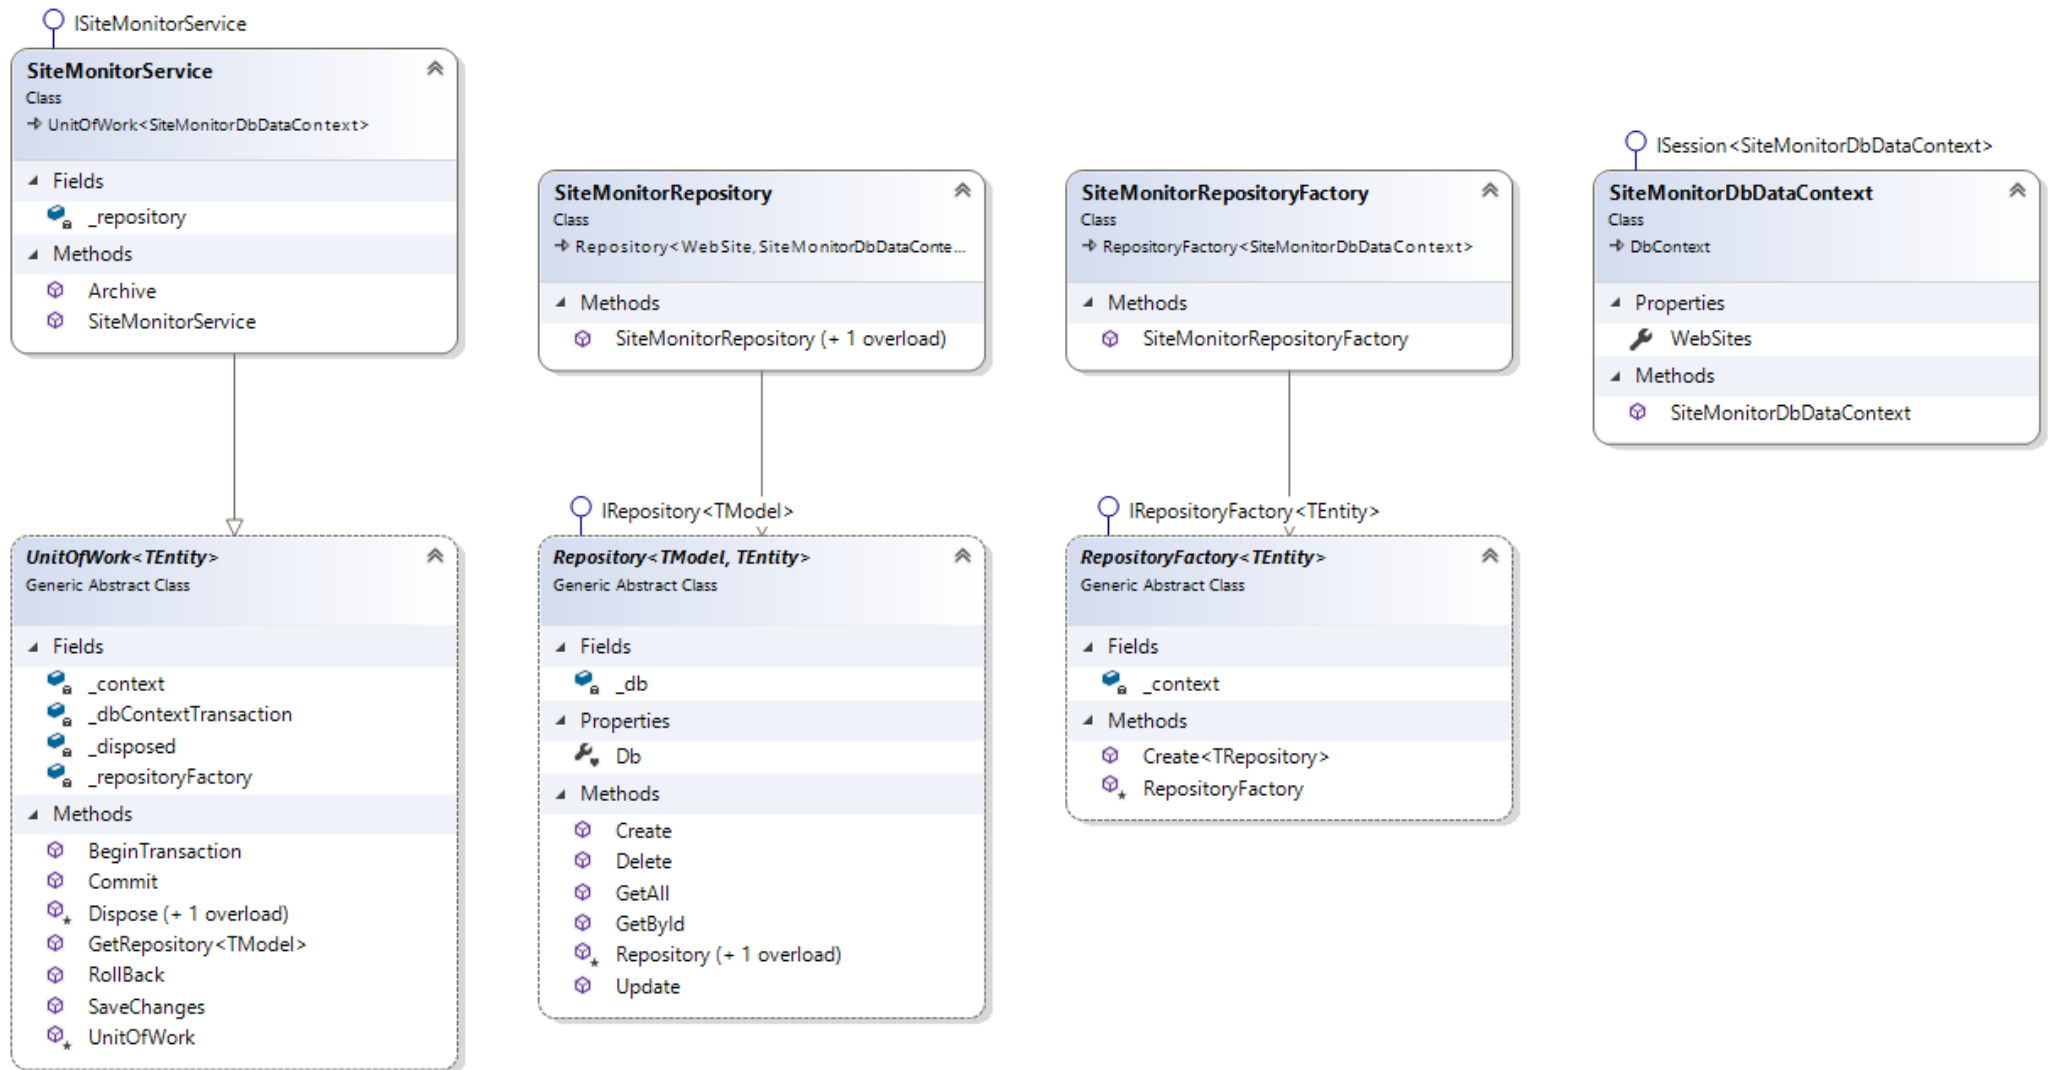 ISiteMonitorService
SiteMonitorService
Class
UnitOfWork<SiteMonitorDbDataContext>
Fields
_repository
Methods
Archive
SiteMonitorService
SiteMonitorRepository
Class
Repository<WebSite, SiteMonitorDbDataConte...
Methods
SiteMonitorRepository (+ 1 overload)
SiteMonitorRepositoryFactory
Class
RepositoryFactory<SiteMonitorDbDataContext>
Methods
SiteMonitorRepositoryFactory
ISession<SiteMonitorDbDataContext>
SiteMonitorDbDataContext
Class
DbContext
Properties
WebSites
Methods
SiteMonitorDbDataContext
UnitOfWork<TEntity>
Generic Abstract Class
Fields
_context
_dbContextTransaction
_disposed
_repositoryFactory
Methods
BeginTransaction
Commit
Dispose (+ 1 overload)
GetRepository<TModel>
RollBack
SaveChanges
UnitOfWork
IRepository<TModel>
Repository<TModel, TEntity>
Generic Abstract Class
Fields
_db
Properties
Db
Methods
Create
Delete
GetAll
GetById
Repository (+ 1 overload)
Update
IRepositoryFactory<TEntity>
RepositoryFactory<TEntity>
Generic Abstract Class
Fields
_context
Methods
Create<TRepository>
RepositoryFactory